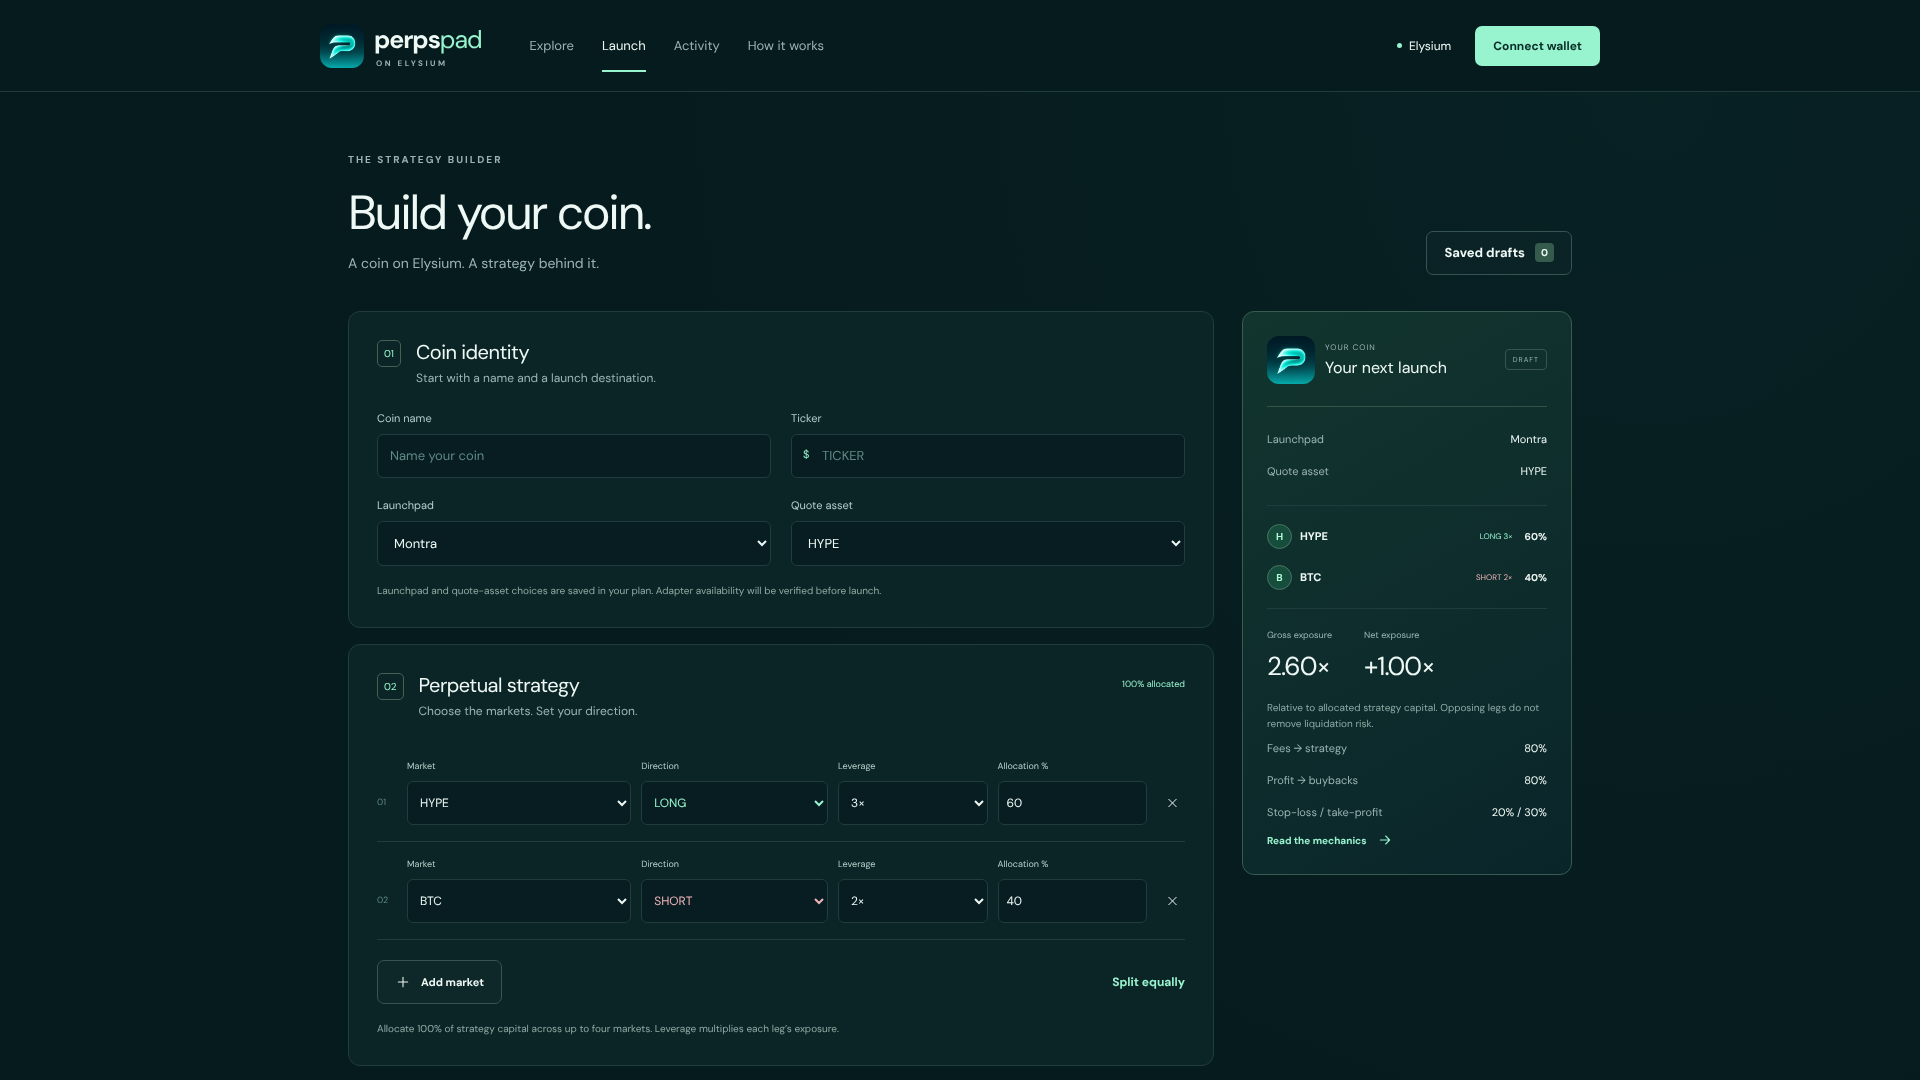 perpspad
ON ELYSIUM
Explore
Launch
Activity
How it works
Elysium
Connect wallet
THE STRATEGY BUILDER
Build your coin.
A coin on Elysium. A strategy behind it.
Saved drafts 0
01
Coin identity
Start with a name and a launch destination.
Coin name
Name your coin
Ticker
$ TICKER
Launchpad
Montra
Quote asset
HYPE
Launchpad and quote-asset choices are saved in your plan. Adapter availability will be verified before launch.
02
Perpetual strategy
100% allocated
Choose the markets. Set your direction.
Market Direction Leverage Allocation %
01 HYPE LONG 3× 60
Market Direction Leverage Allocation %
02 BTC SHORT 2× 40
Add market
Split equally
Allocate 100% of strategy capital across up to four markets. Leverage multiplies each leg's exposure.
YOUR COIN
Your next launch
DRAFT
Launchpad Montra
Quote asset HYPE
H HYPE LONG 3× 60%
B BTC SHORT 2× 40%
Gross exposure Net exposure
2.60× +1.00×
Relative to allocated strategy capital. Opposing legs do not
remove liquidation risk.
Fees → strategy 80%
Profit → buybacks 80%
Stop-loss / take-profit 20% / 30%
Read the mechanics →